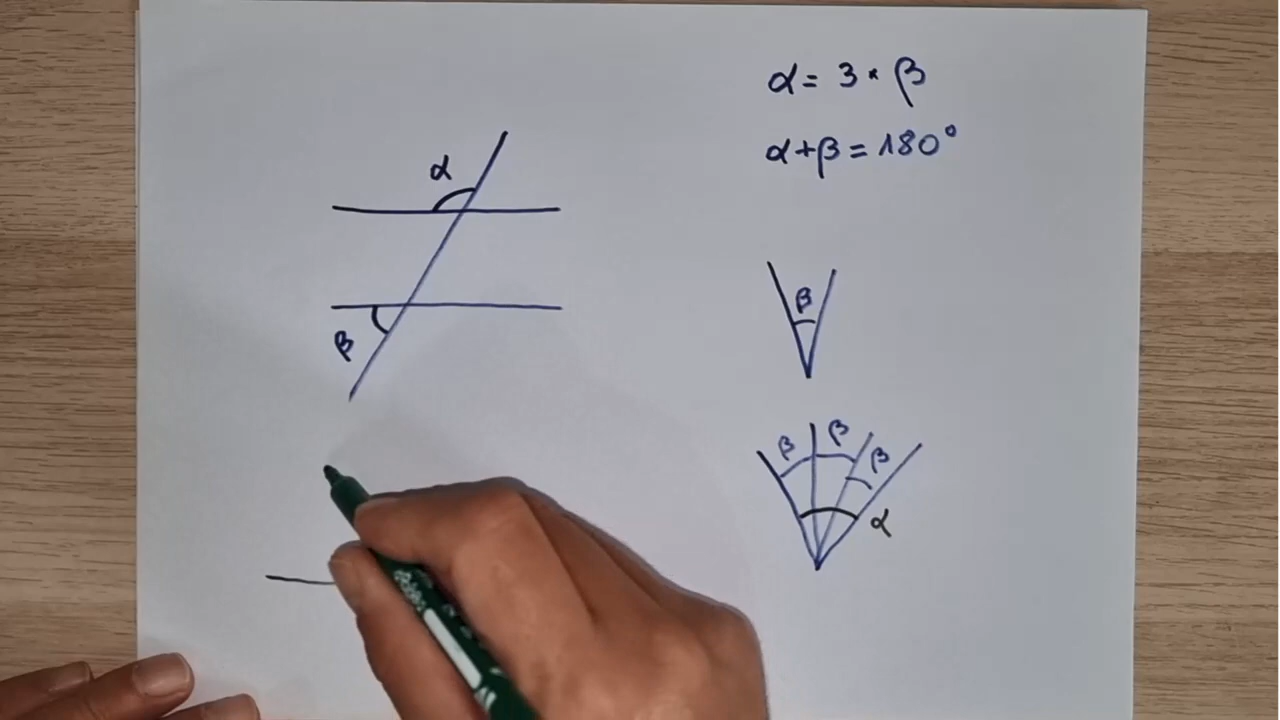 α = 3 · β
α + β = 180°
α
β
β
β
β
β
α